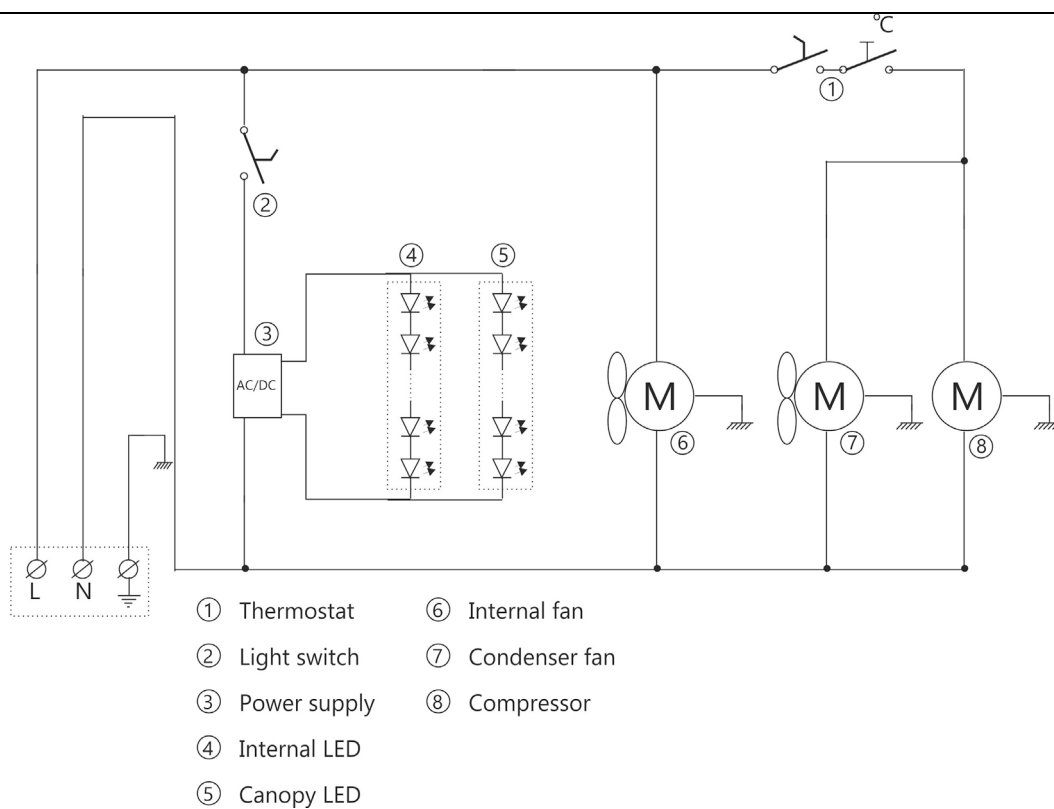 °C
①
②
④ ⑤
③
AC/DC
M M M
⑥ ⑦ ⑧
L N
① Thermostat
② Light switch
③ Power supply
④ Internal LED
⑤ Canopy LED
⑥ Internal fan
⑦ Condenser fan
⑧ Compressor